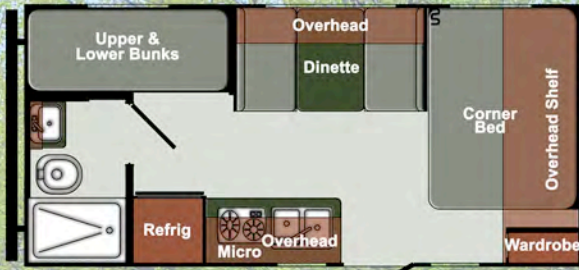 Upper &
Lower Bunks
Overhead
Dinette
Corner
Bed
Overhead Shelf
Refrig
Micro
Overhead
Wardrobe